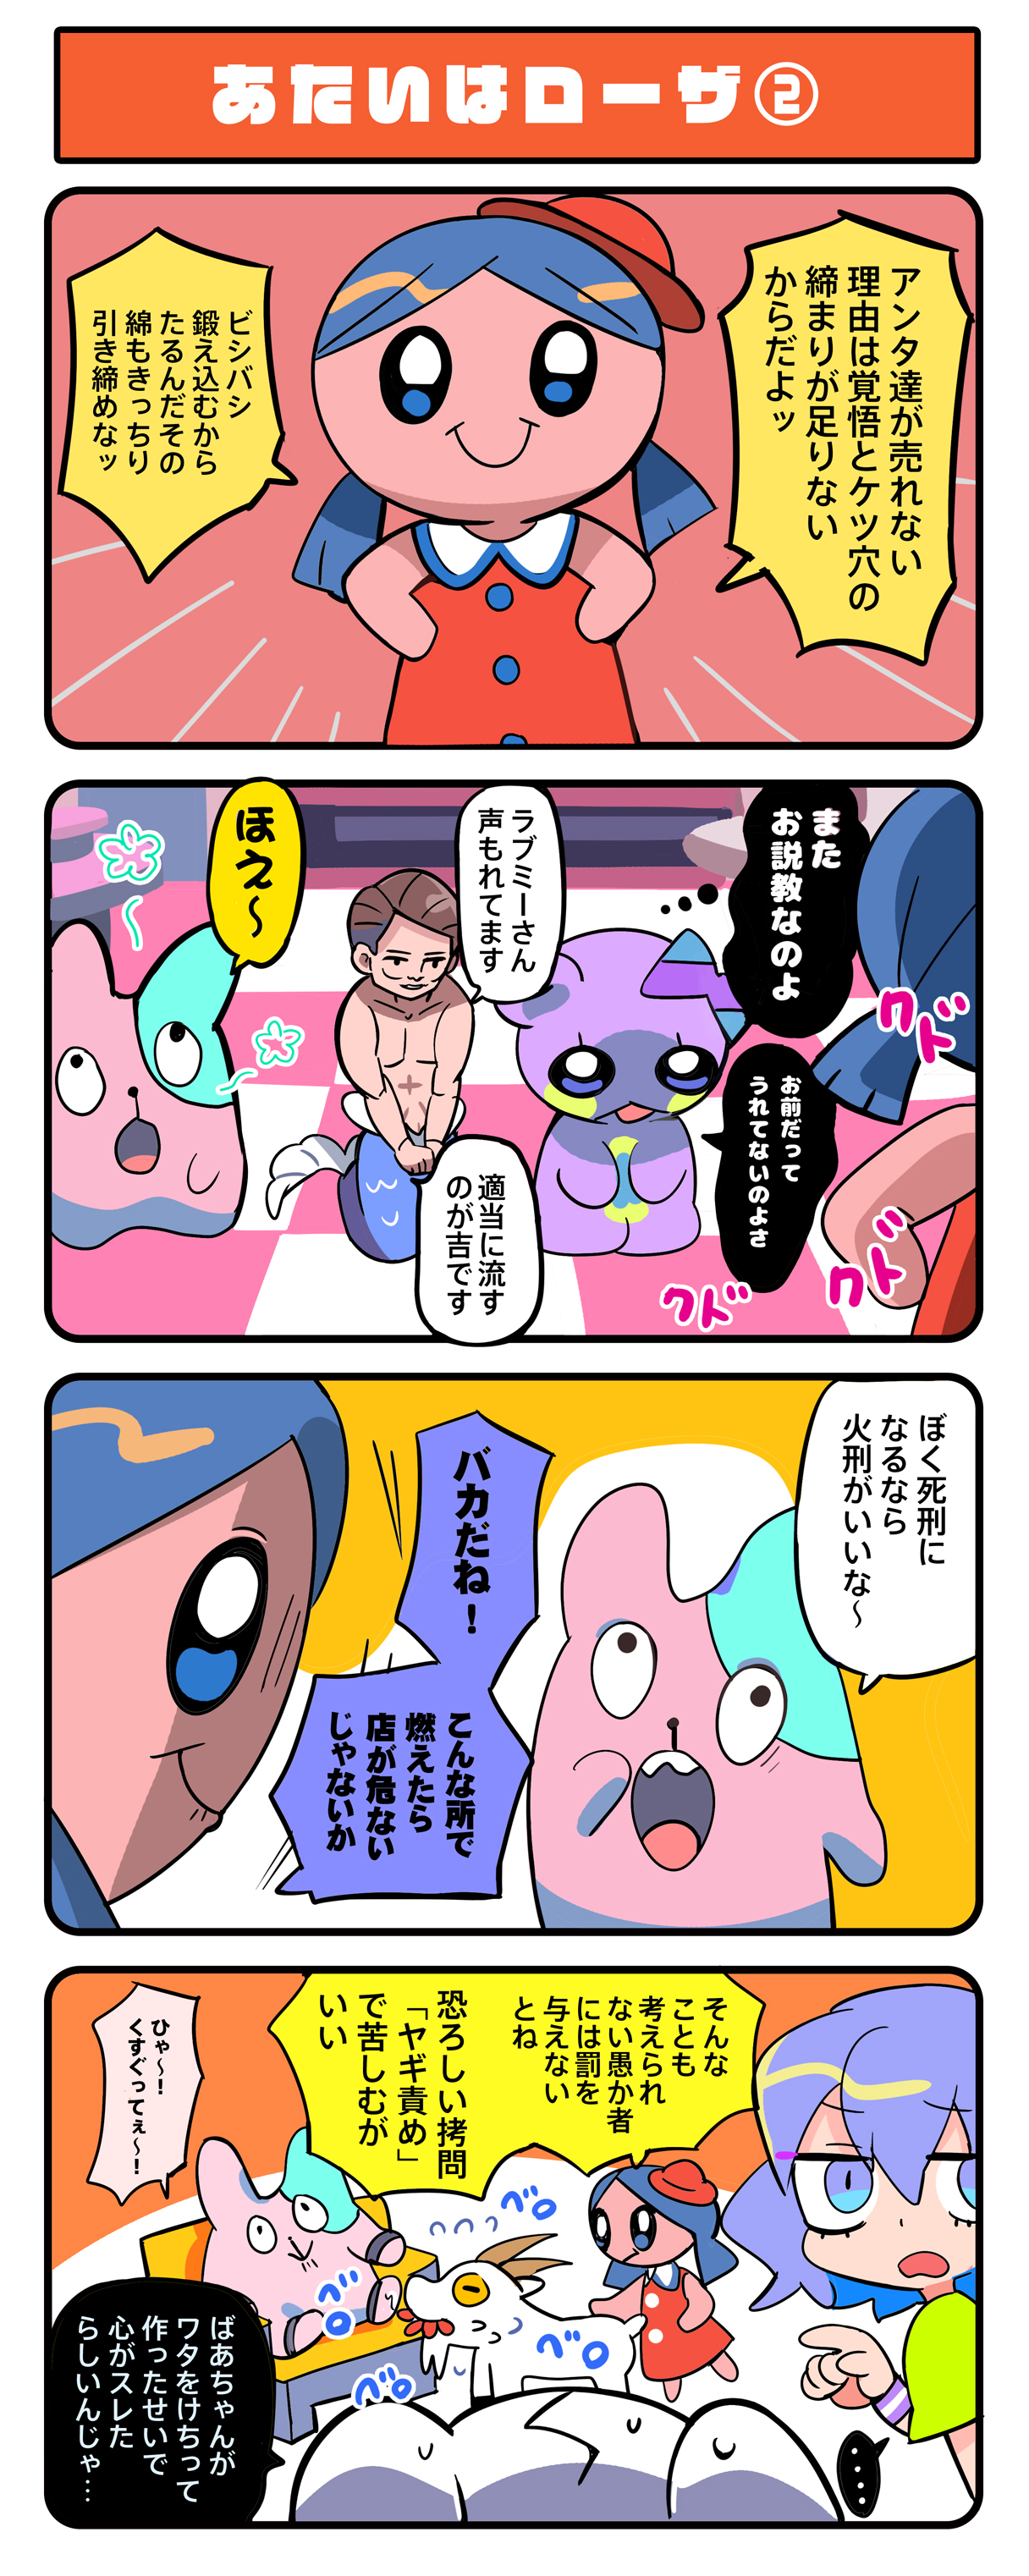 あたいはローザ②
アンタ達が売れない
理由は覚悟とケツ穴の
締まりが足りない
からだよッ
ビシバシ
鍛え込むから
たるんだその
綿もきっちり
引き締めなッ
また
お説教なのよ
お前だって
うれてないのよさ
ラブミーさん
声もれてます
適当に流す
のが吉です
ほえ〜
クド
クド
クド
ぼく死刑に
なるなら
火刑がいいな〜
バカだね！
こんな所で
燃えたら
店が危ない
じゃないか
そんな
ことも
考えられ
ない愚か者
には罰を
与えない
とね
恐ろしい拷問
「ヤギ責め」
で苦しむが
いい
ひゃ〜！
くすぐってぇ〜！
ベロ
ベロ
ベロ
ベロ
‥‥
ばあちゃんが
ワタをけちって
作ったせいで
心がスレた
らしいんじゃ…